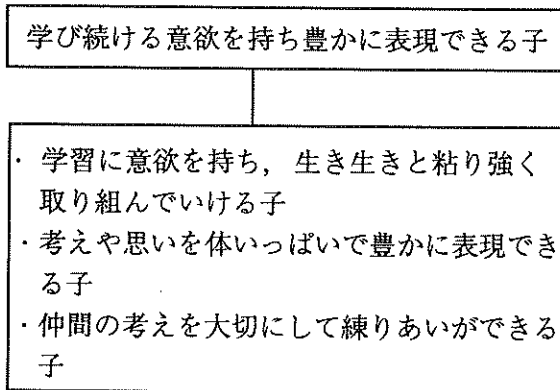 学び続ける意欲を持ち豊かに表現できる子
・学習に意欲を持ち，生き生きと粘り強く
取り組んでいける子
・考えや思いを体いっぱいで豊かに表現でき
る子
・仲間の考えを大切にして練りあいができる
子